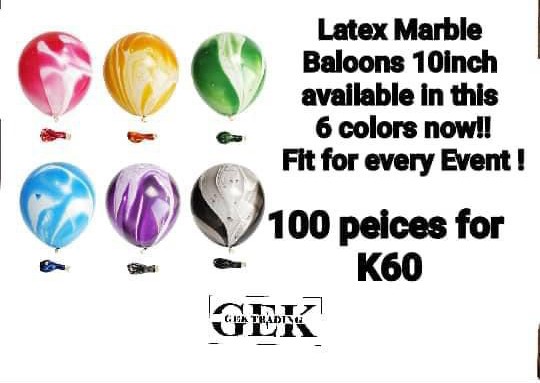 Latex Marble
Baloons 10inch
available in this
6 colors now!!
Fit for every Event !
100 peices for
K60
GEK
GEK TRADING